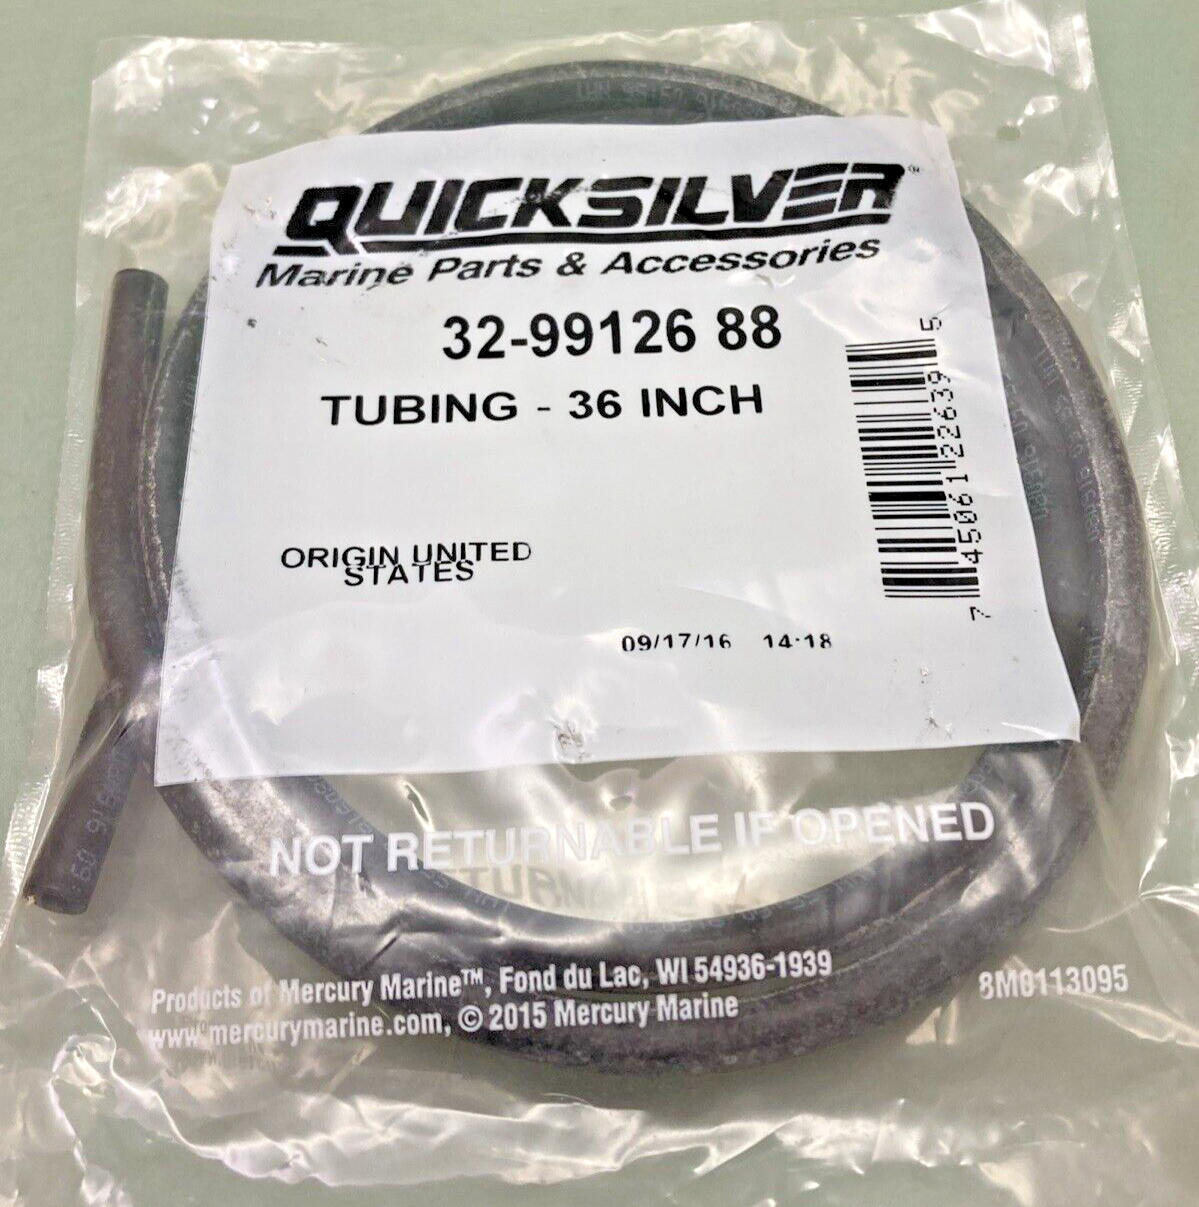 QUICKSILVER®
Marine Parts & Accessories
32-99126 88
TUBING - 36 INCH
ORIGIN UNITED
STATES
09/17/16 14:18
7 45061 22639 5
NOT RETURNABLE IF OPENED
Products of Mercury Marine™, Fond du Lac, WI 54936-1939
www.mercurymarine.com, © 2015 Mercury Marine
8M0113095